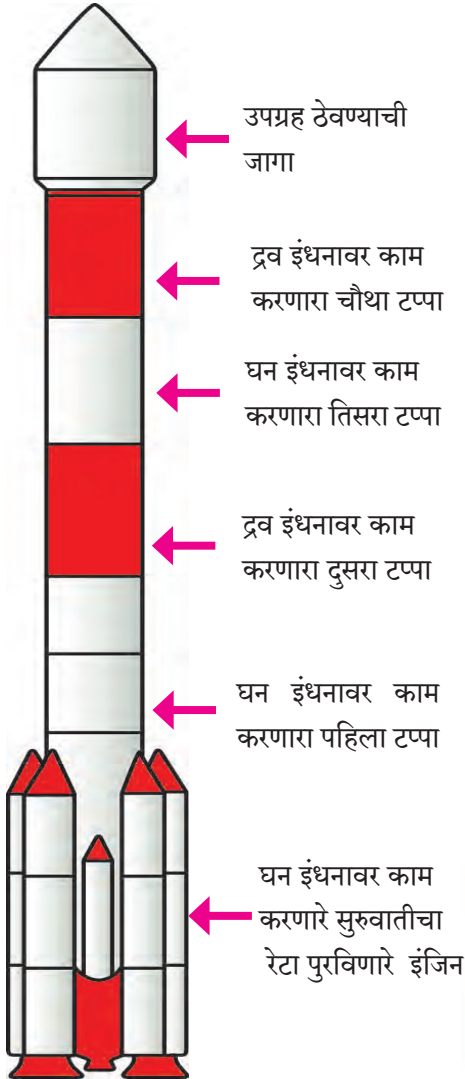 उपग्रह ठेवण्याची
जागा
द्रव इंधनावर काम
करणारा चौथा टप्पा
घन इंधनावर काम
करणारा तिसरा टप्पा
द्रव इंधनावर काम
करणारा दुसरा टप्पा
घन इंधनावर काम
करणारा पहिला टप्पा
घन इंधनावर काम
करणारे सुरुवातीचा
रेटा पुरविणारे इंजिन